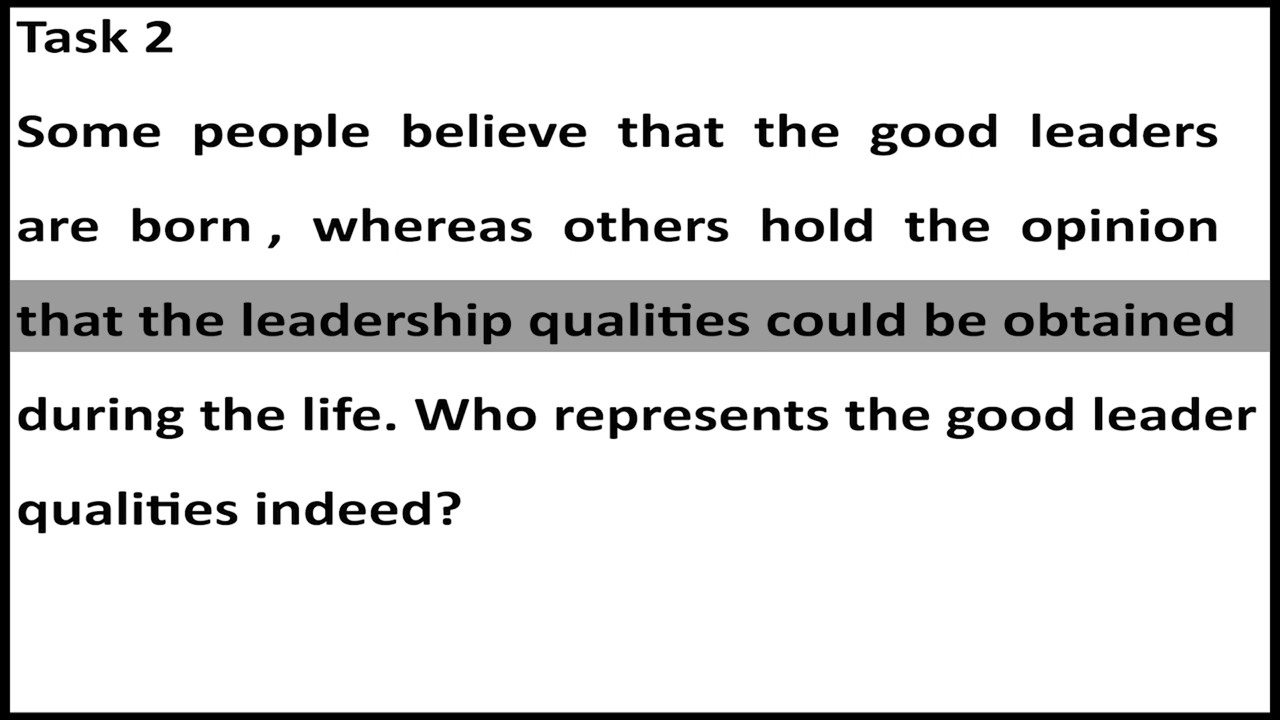 Task 2
Some people believe that the good leaders
are born , whereas others hold the opinion
that the leadership qualities could be obtained
during the life. Who represents the good leader
qualities indeed?